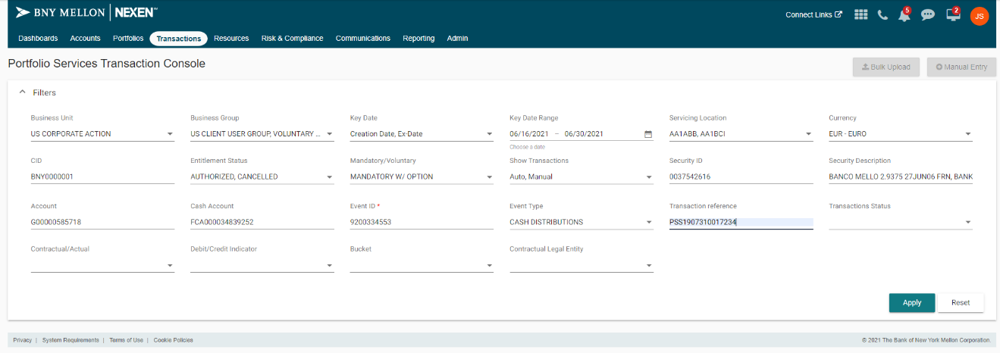 BNY MELLON | NEXEN℠
Connect Links
5
2
JS
Dashboards Accounts Portfolios Transactions Resources Risk & Compliance Communications Reporting Admin
Portfolio Services Transaction Console
Bulk Upload
Manual Entry
Filters
Business Unit Business Group Key Date Key Date Range Servicing Location Currency
US CORPORATE ACTION US CLIENT USER GROUP, VOLUNTARY ... Creation Date, Ex-Date 06/16/2021 – 06/30/2021 AA1ABB, AA1BCI EUR - EURO
Choose a date
CID Entitlement Status Mandatory/Voluntary Show Transactions Security ID Security Description
BNY0000001 AUTHORIZED, CANCELLED MANDATORY W/ OPTION Auto, Manual 0037542616 BANCO MELLO 2.9375 27JUN06 FRN, BANK
Account Cash Account Event ID * Event Type Transaction reference Transactions Status
G00000585718 FCA000034839252 9200334553 CASH DISTRIBUTIONS PSS1907310017234
Contractual/Actual Debit/Credit Indicator Bucket Contractual Legal Entity
Apply Reset
Privacy | System Requirements | Terms of Use | Cookie Policies © 2021 The Bank of New York Mellon Corporation.